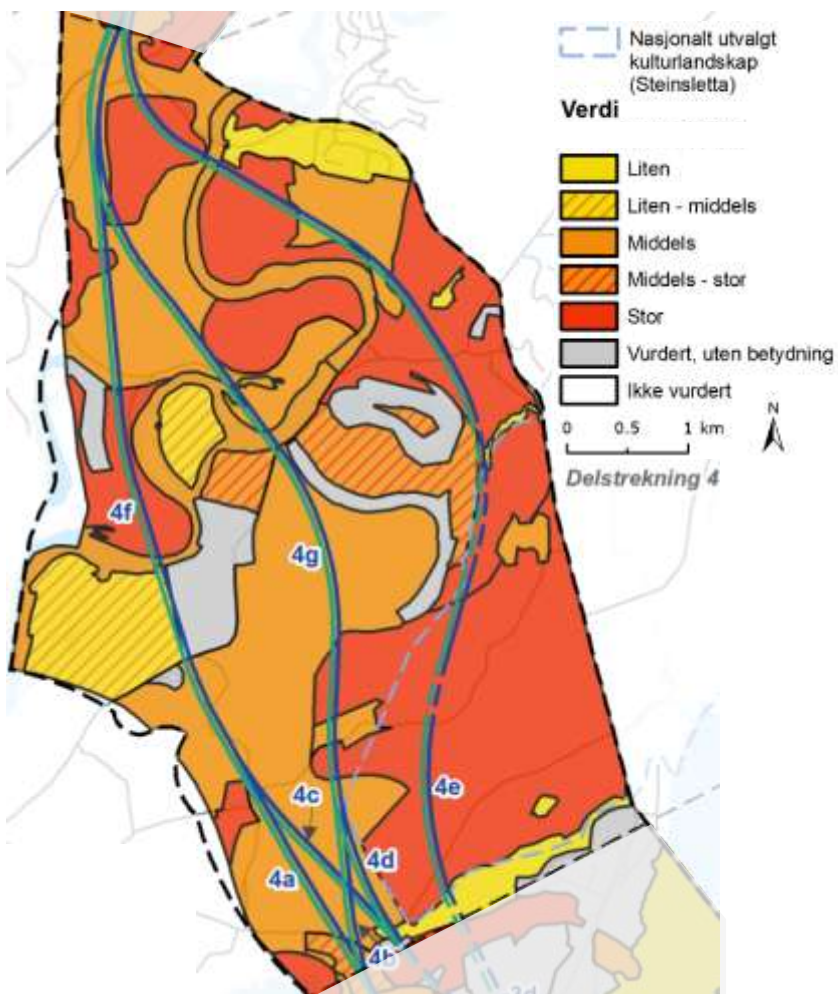 Nasjonalt utvalgt
kulturlandskap
(Steinsletta)
Verdi
Liten
Liten - middels
Middels
Middels - stor
Stor
Vurdert, uten betydning
Ikke vurdert
N
0 0.5 1 km
Delstrekning 4
4f
4g
4c
4e
4d
4a
4b